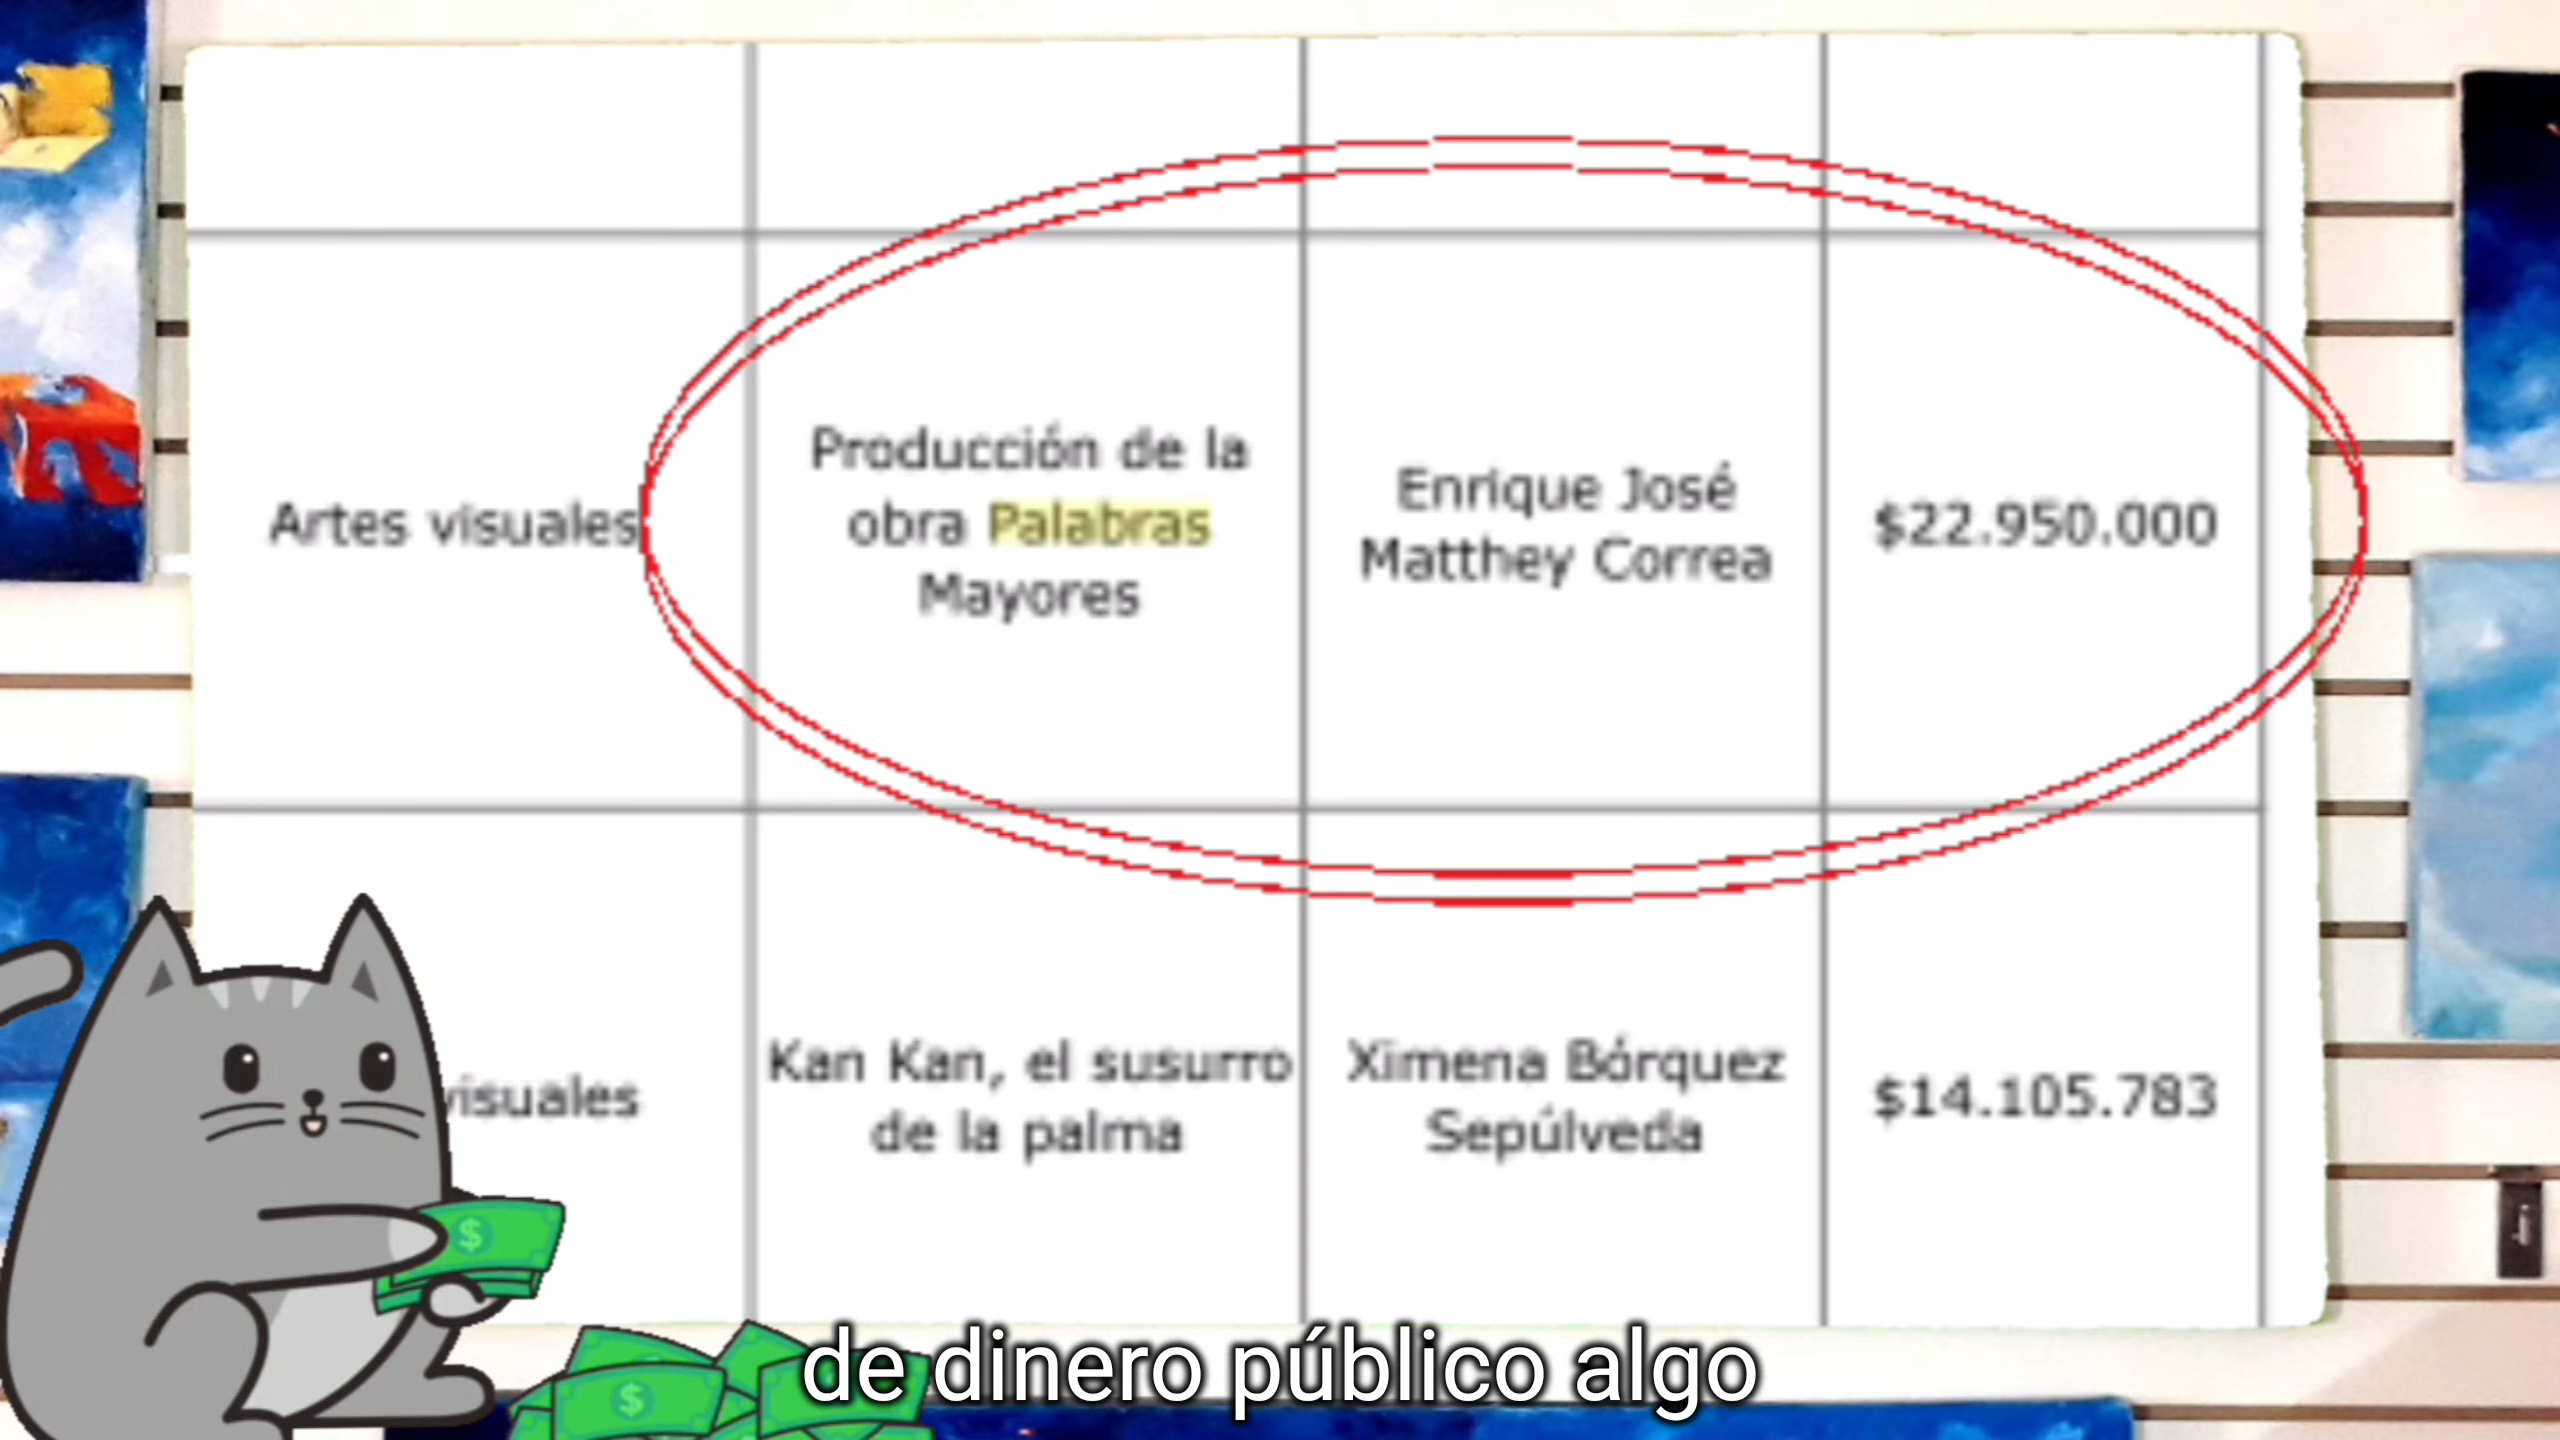 Artes visuales
Producción de la
obra Palabras
Mayores
Enrique José
Matthey Correa
$22.950.000
visuales
Kan Kan, el susurro
de la palma
Ximena Bórquez
Sepúlveda
$14.105.783
$
$
de dinero público algo